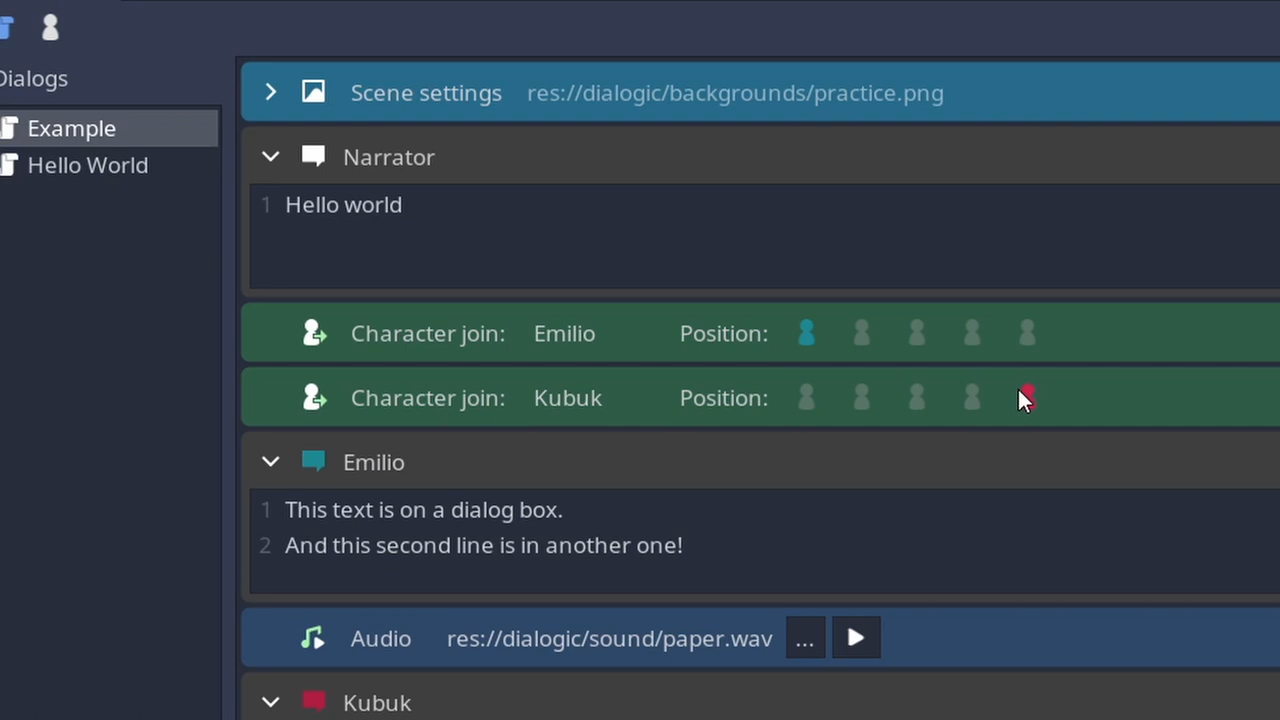 Dialogs
Example
Hello World
Scene settings res://dialogic/backgrounds/practice.png
Narrator
1 Hello world
Character join: Emilio Position:
Character join: Kubuk Position:
Emilio
1 This text is on a dialog box.
2 And this second line is in another one!
Audio res://dialogic/sound/paper.wav ...
Kubuk